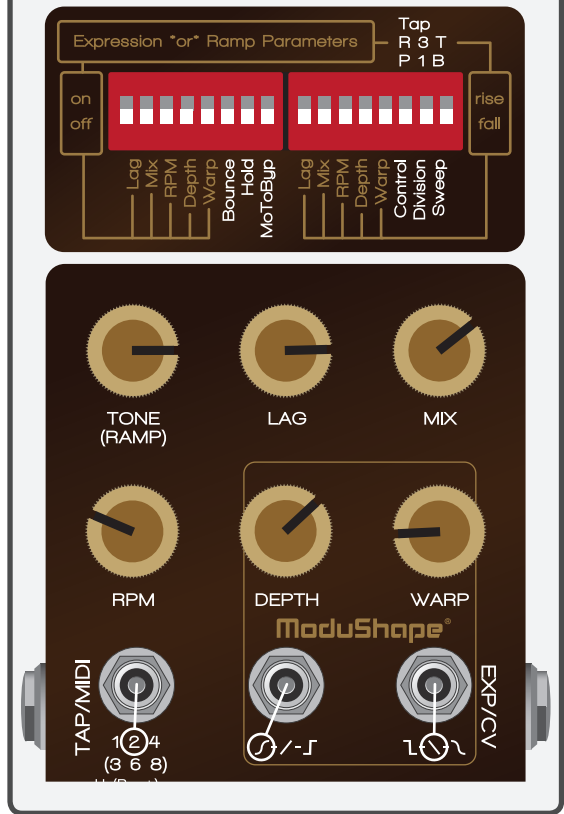 Tap
Expression "or" Ramp Parameters
R 3 T
P 1 B
on
off
rise
fall
Lag
Mix
RPM
Depth
Warp
Bounce
Hold
MoToByp
Lag
Mix
RPM
Depth
Warp
Control
Division
Sweep
TONE
(RAMP)
LAG
MIX
RPM
DEPTH
WARP
ModuShape®
TAP/MIDI
EXP/CV
1 2 4
(3 6 8)